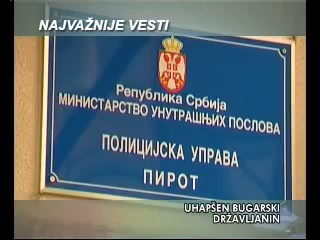 NAJVAŽNIJE VESTI
Република Србија
МИНИСТАРСТВО УНУТРАШЊИХ ПОСЛОВА
ПОЛИЦИЈСКА УПРАВА
ПИРОТ
UHAPŠEN BUGARSKI
DRŽAVLJANIN